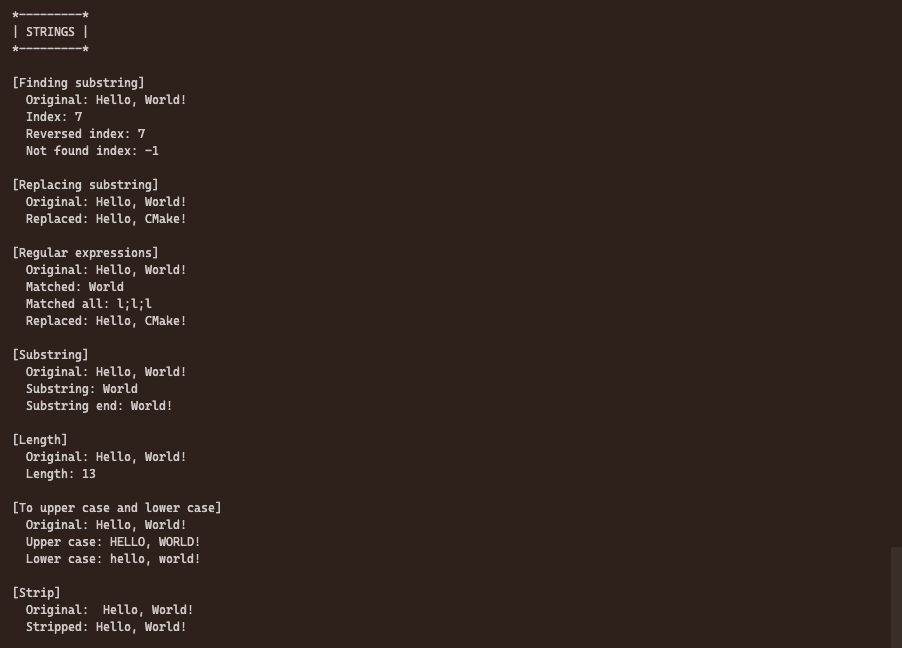 *---------*
| STRINGS |
*---------*

[Finding substring]
  Original: Hello, World!
  Index: 7
  Reversed index: 7
  Not found index: -1

[Replacing substring]
  Original: Hello, World!
  Replaced: Hello, CMake!

[Regular expressions]
  Original: Hello, World!
  Matched: World
  Matched all: l;l;l
  Replaced: Hello, CMake!

[Substring]
  Original: Hello, World!
  Substring: World
  Substring end: World!

[Length]
  Original: Hello, World!
  Length: 13

[To upper case and lower case]
  Original: Hello, World!
  Upper case: HELLO, WORLD!
  Lower case: hello, world!

[Strip]
  Original:  Hello, World!
  Stripped: Hello, World!